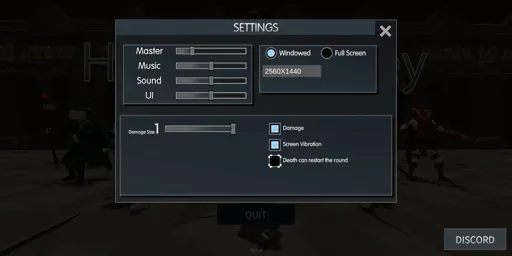 SETTINGS
Master
Music
Sound
UI
Windowed
Full Screen
2560X1440
Damage Size 1
Damage
Screen Vibration
Death can restart the round
QUIT
DISCORD